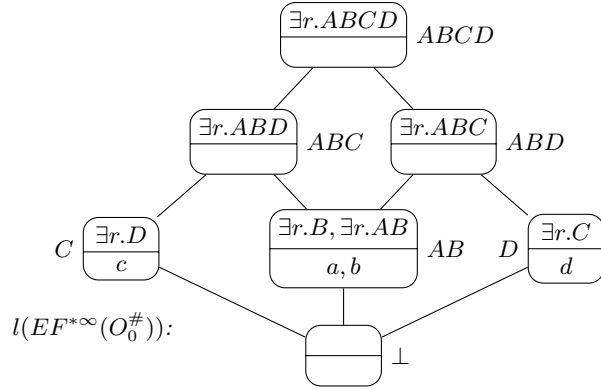 ∃r.ABCD
ABCD
∃r.ABD
ABC
∃r.ABC
ABD
C
∃r.D
c
∃r.B, ∃r.AB
a, b
AB
D
∃r.C
d
l(EF*∞(O₀^#)):
⊥